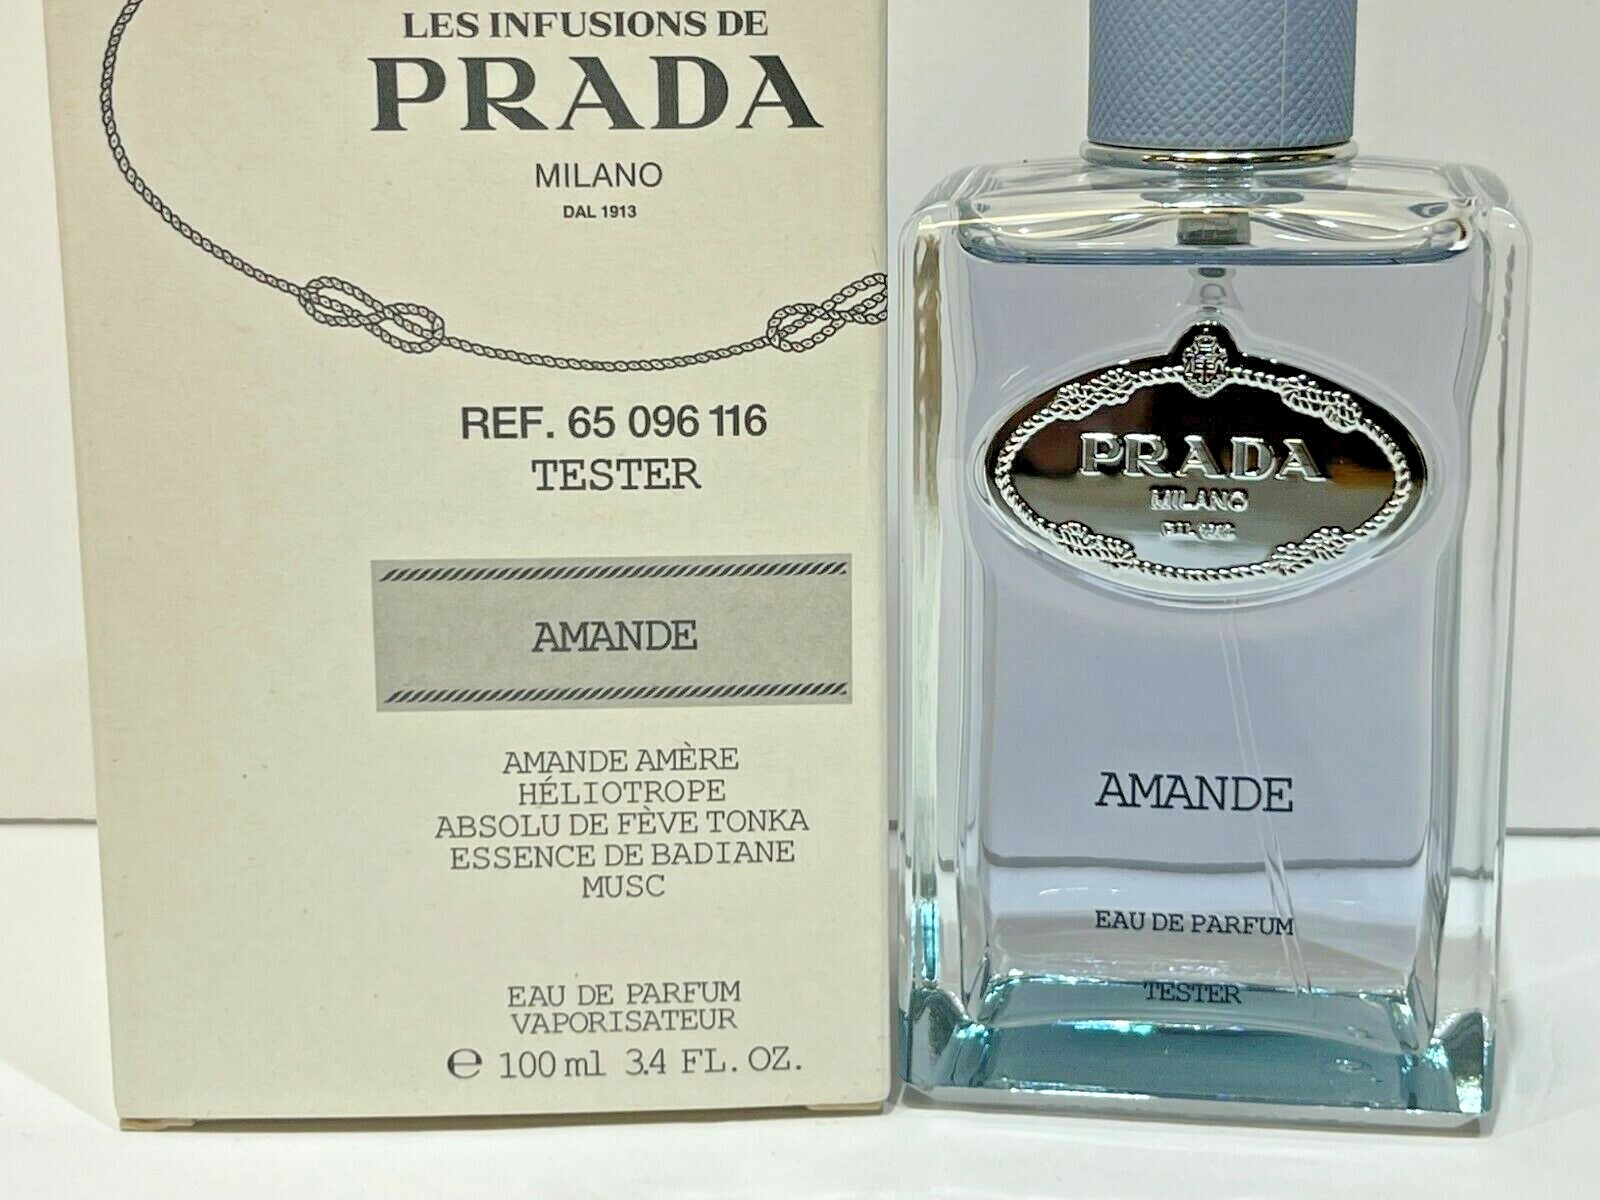 LES INFUSIONS DE
PRADA
MILANO
DAL 1913
REF. 65 096 116
TESTER
AMANDE
AMANDE AMÈRE
HÉLIOTROPE
ABSOLU DE FÈVE TONKA
ESSENCE DE BADIANE
MUSC
EAU DE PARFUM
VAPORISATEUR
℮ 100 ml 3.4 FL. OZ.
PRADA
MILANO
DAL 1913
AMANDE
EAU DE PARFUM
TESTER